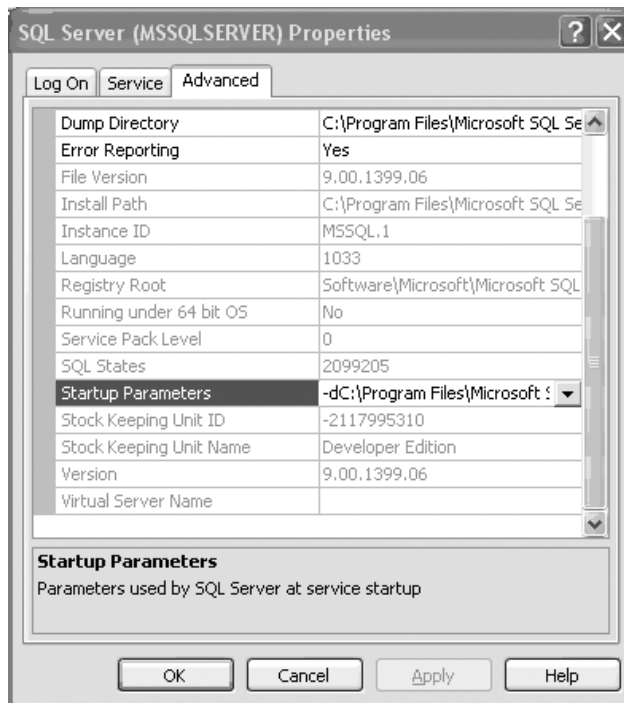 SQL Server (MSSQLSERVER) Properties
Log On Service Advanced
Dump Directory C:\Program Files\Microsoft SQL Se
Error Reporting Yes
File Version 9.00.1399.06
Install Path C:\Program Files\Microsoft SQL Se
Instance ID MSSQL.1
Language 1033
Registry Root Software\Microsoft\Microsoft SQL
Running under 64 bit OS No
Service Pack Level 0
SQL States 2099205
Startup Parameters -dC:\Program Files\Microsoft S
Stock Keeping Unit ID -2117995310
Stock Keeping Unit Name Developer Edition
Version 9.00.1399.06
Virtual Server Name
Startup Parameters
Parameters used by SQL Server at service startup
OK Cancel Apply Help